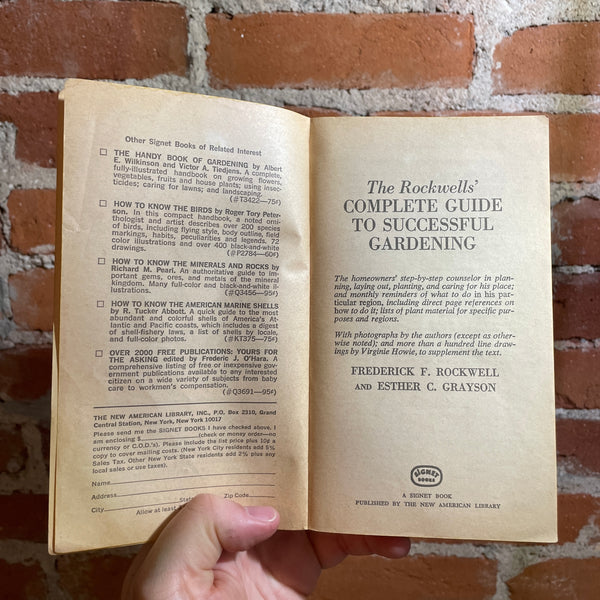 Other Signet Books of Related Interest
THE HANDY BOOK OF GARDENING by Albert
E. Wilkinson and Victor A. Tiedjens. A complete,
fully-illustrated handbook on growing flowers,
vegetables, fruits and house plants; using insec-
ticides; caring for lawns; and landscaping.
(#T3422—75¢)
HOW TO KNOW THE BIRDS by Roger Tory Peter-
son. In this compact handbook, a noted orni-
thologist and artist describes over 200 species
of birds, including flying style, body outline, field
markings, habits, peculiarities and legends. 72
color illustrations and over 400 black-and-white
drawings. (#P2784—60¢)
HOW TO KNOW THE MINERALS AND ROCKS by
Richard M. Pearl. An authoritative guide to im-
portant gems, ores, and metals of the mineral
kingdom. Many full-color and black-and-white il-
lustrations. (#Q3456—95¢)
HOW TO KNOW THE AMERICAN MARINE SHELLS
by R. Tucker Abbott. A quick guide to the most
abundant and colorful shells of America's At-
lantic and Pacific coasts, which includes a digest
of shell-fishery laws, a list of shells by locale,
and full-color photos. (#KT375—75¢)
OVER 2000 FREE PUBLICATIONS: YOURS FOR
THE ASKING edited by Frederic J. O'Hara. A
comprehensive listing of free or inexpensive gov-
ernment publications available to any interested
citizen on a wide variety of subjects from baby
care to workmen's compensation.
(#Q3691—95¢)
THE NEW AMERICAN LIBRARY, INC., P.O. Box 2310, Grand
Central Station, New York, New York 10017
Please send me the SIGNET BOOKS I have checked above. I
am enclosing $ (check or money order—no
currency or C.O.D.'s). Please include the list price plus 10¢ a
copy to cover mailing costs. (New York City residents add 5%
Sales Tax. Other New York State residents add 2% plus any
local sales or use taxes).
Name
Address
City State Zip Code
Allow at least
The Rockwells'
COMPLETE GUIDE
TO SUCCESSFUL
GARDENING
The homeowners' step-by-step counselor in plan-
ning, laying out, planting, and caring for his place;
and monthly reminders of what to do in his par-
ticular region, including direct page references on
how to do it; lists of plant material for specific purpo-
ses and regions.
With photographs by the authors (except as other-
wise noted); and more than a hundred line draw-
ings by Virginie Howie, to supplement the text.
FREDERICK F. ROCKWELL
AND ESTHER C. GRAYSON
SIGNET
BOOKS
A SIGNET BOOK
PUBLISHED BY THE NEW AMERICAN LIBRARY